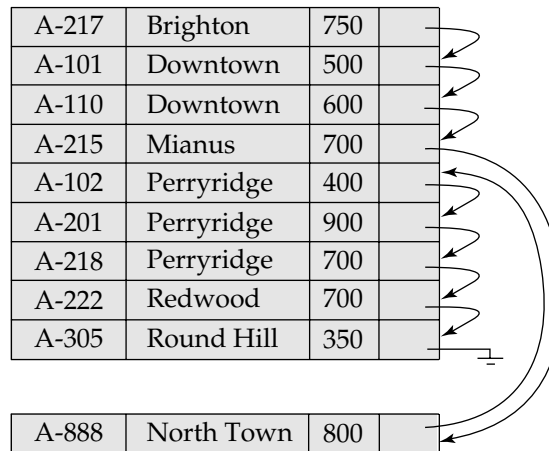 A-217 Brighton 750
A-101 Downtown 500
A-110 Downtown 600
A-215 Mianus 700
A-102 Perryridge 400
A-201 Perryridge 900
A-218 Perryridge 700
A-222 Redwood 700
A-305 Round Hill 350
A-888 North Town 800